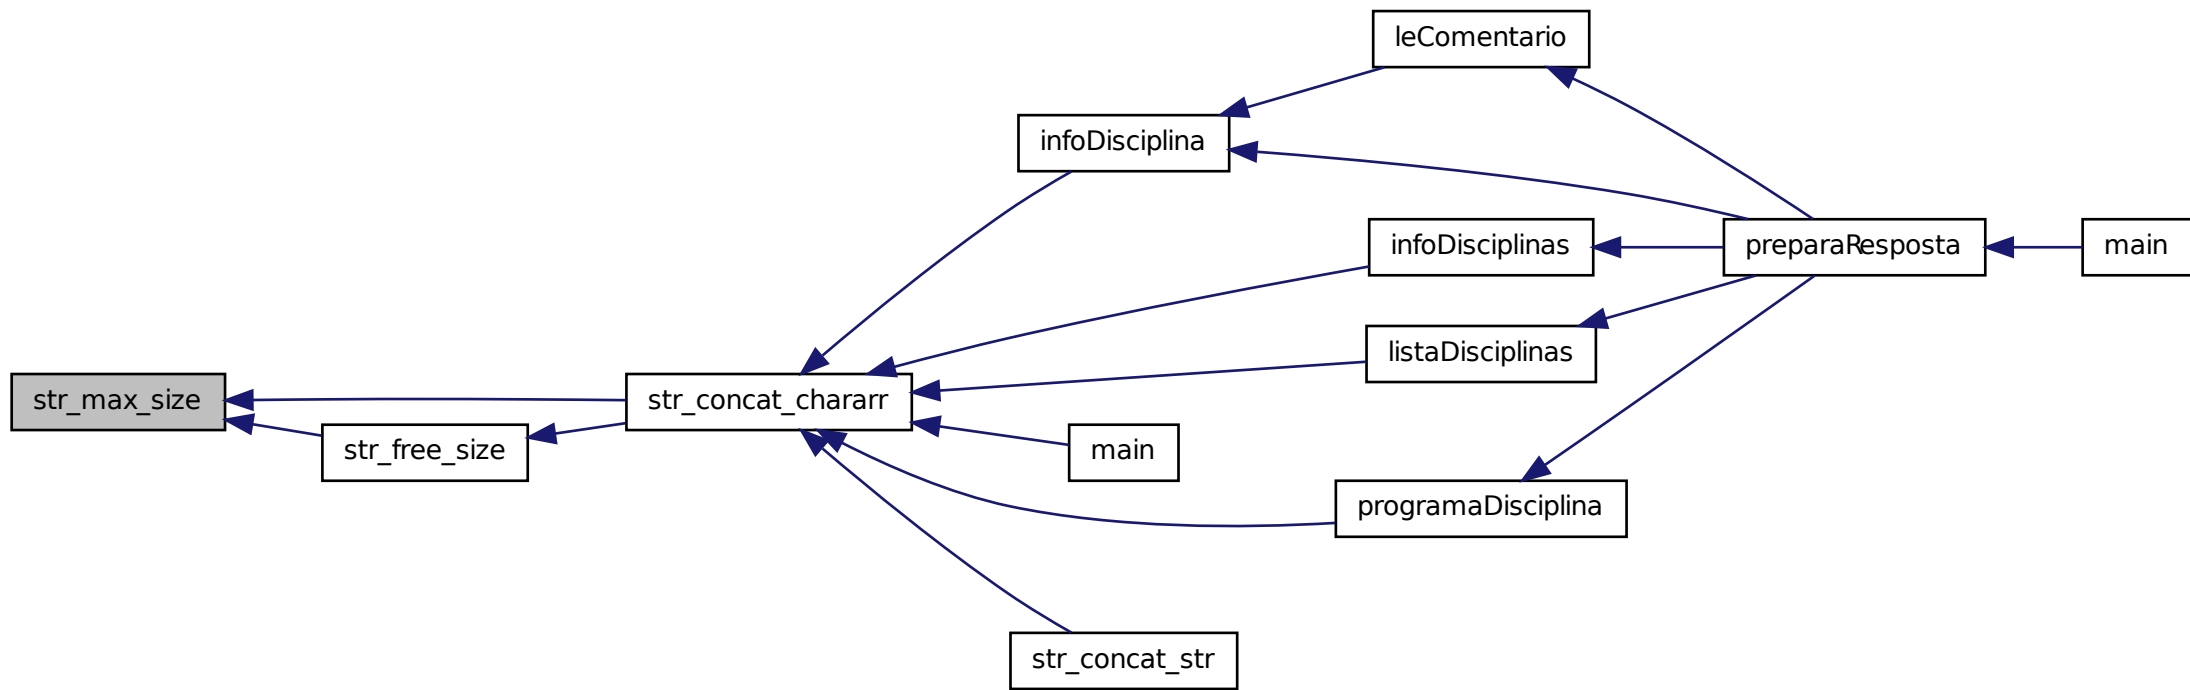 leComentario
infoDisciplina
infoDisciplinas
preparaResposta
main
listaDisciplinas
str_max_size
str_concat_chararr
str_free_size
main
programaDisciplina
str_concat_str